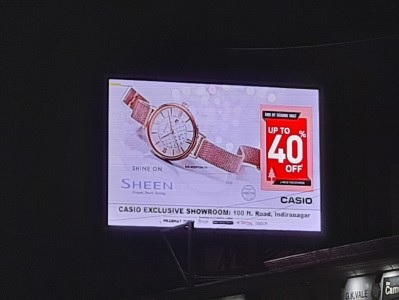 END OF SEASON SALE
UP TO
40%
OFF
SHINE ON
SHEEN
CASIO
CASIO EXCLUSIVE SHOWROOM: 100 ft. Road, Indiranagar
G.K.VALE